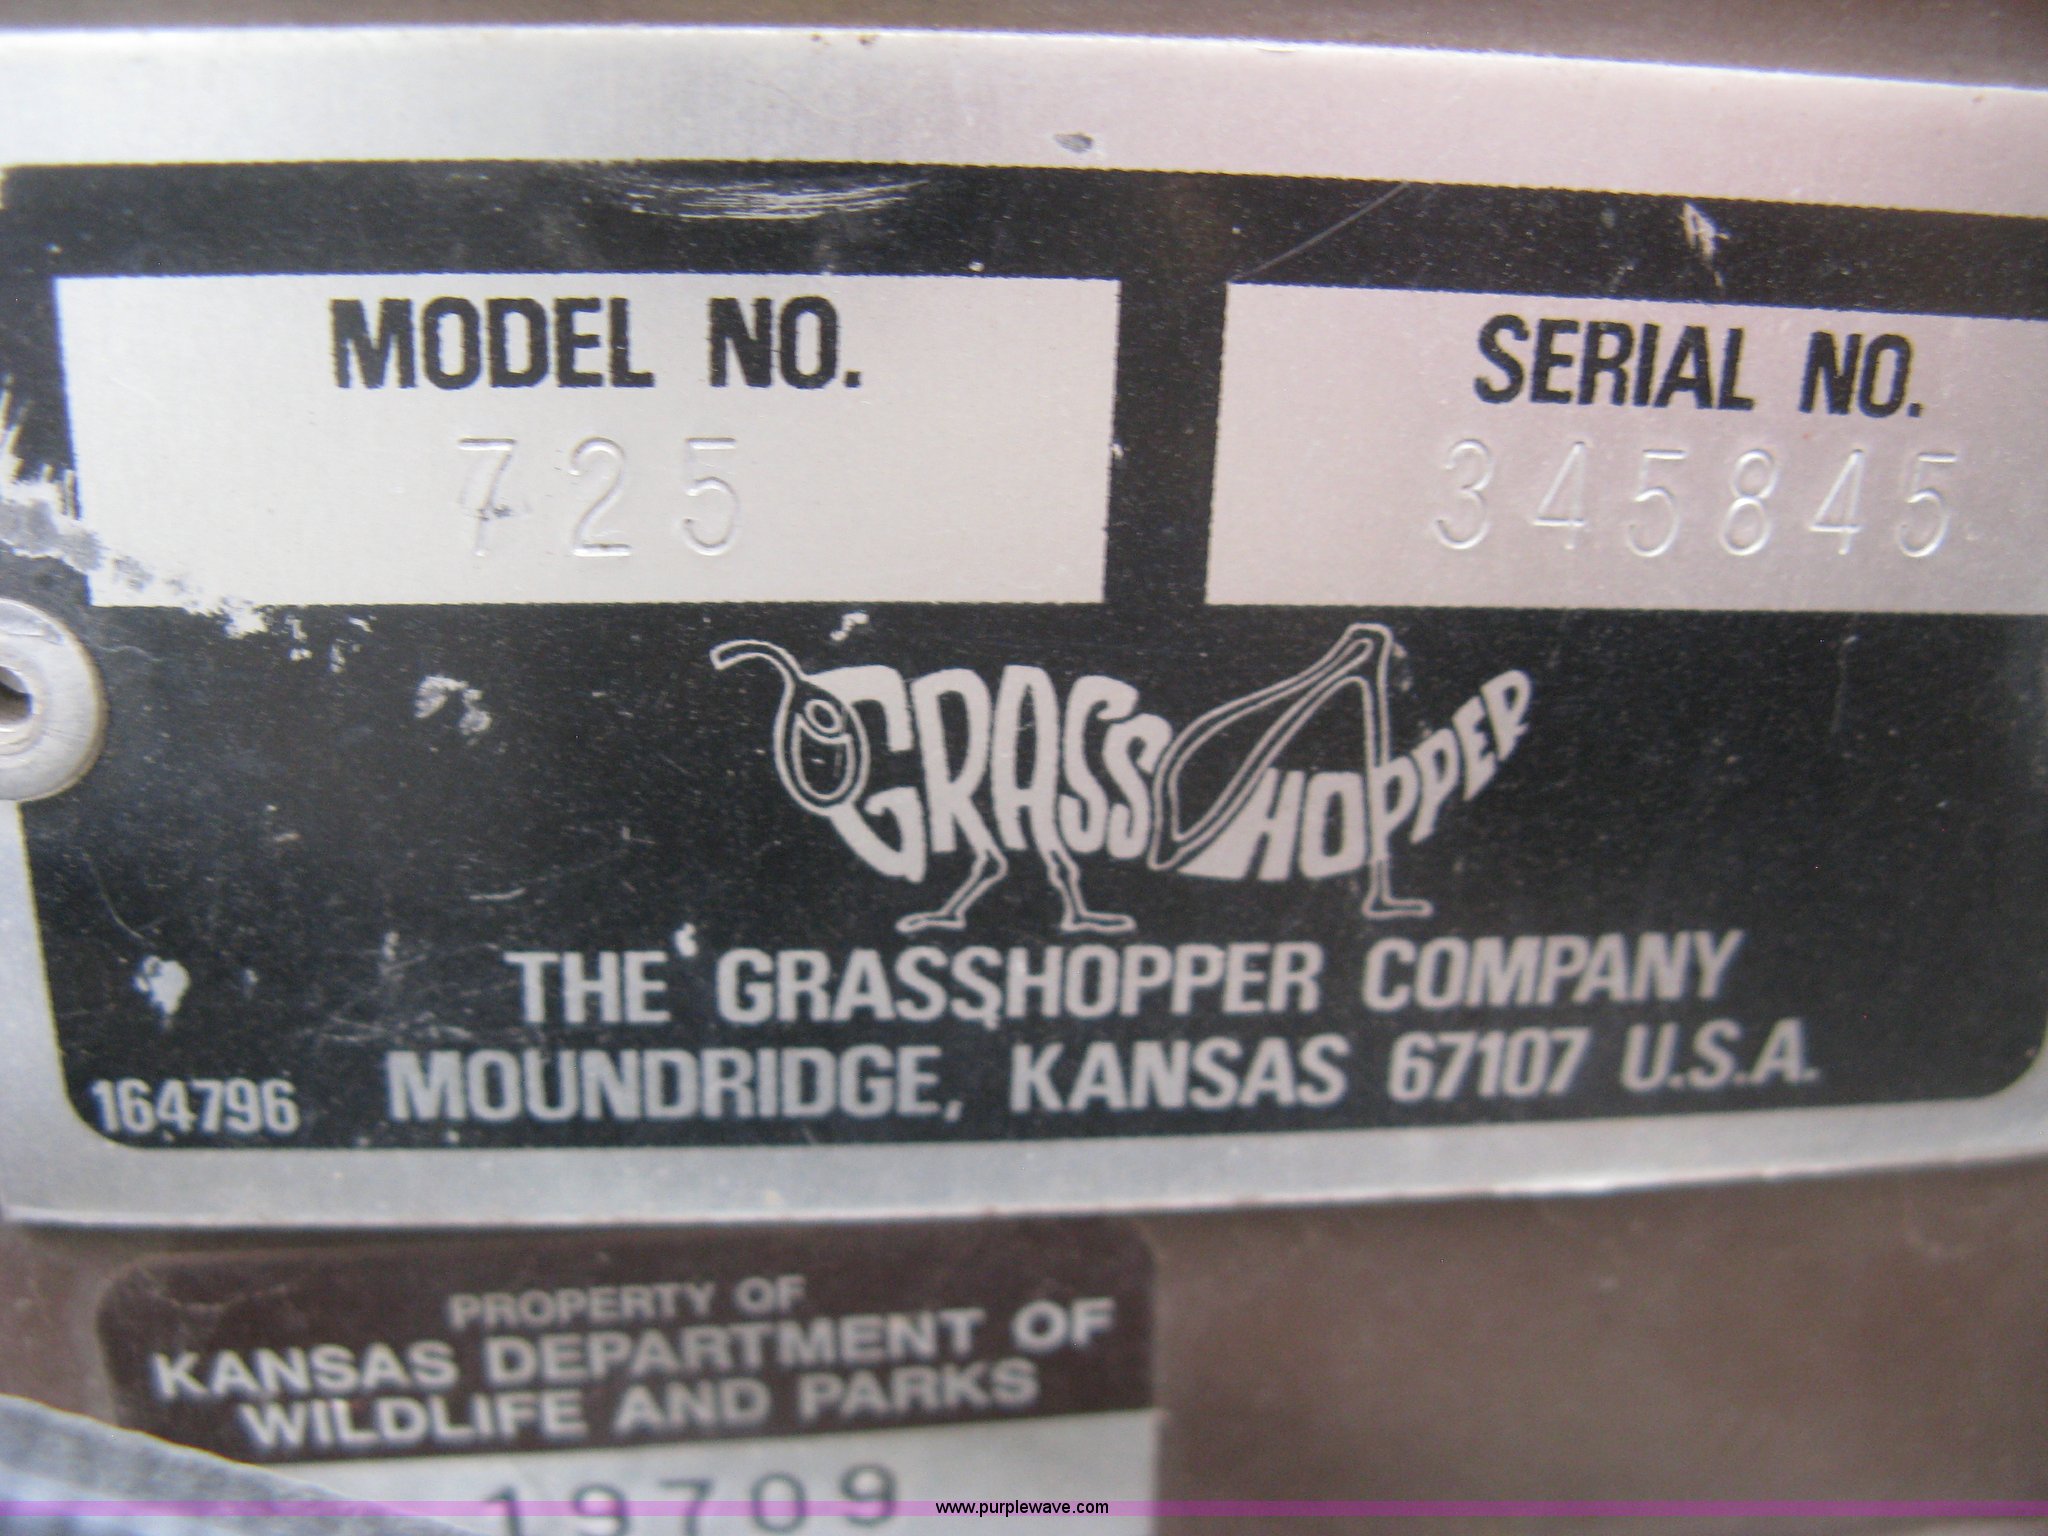 MODEL NO.
725
SERIAL NO.
345845
GRASSHOPPER
THE GRASSHOPPER COMPANY
164796 MOUNDRIDGE, KANSAS 67107 U.S.A.
PROPERTY OF
KANSAS DEPARTMENT OF
WILDLIFE AND PARKS
19709
www.purplewave.com